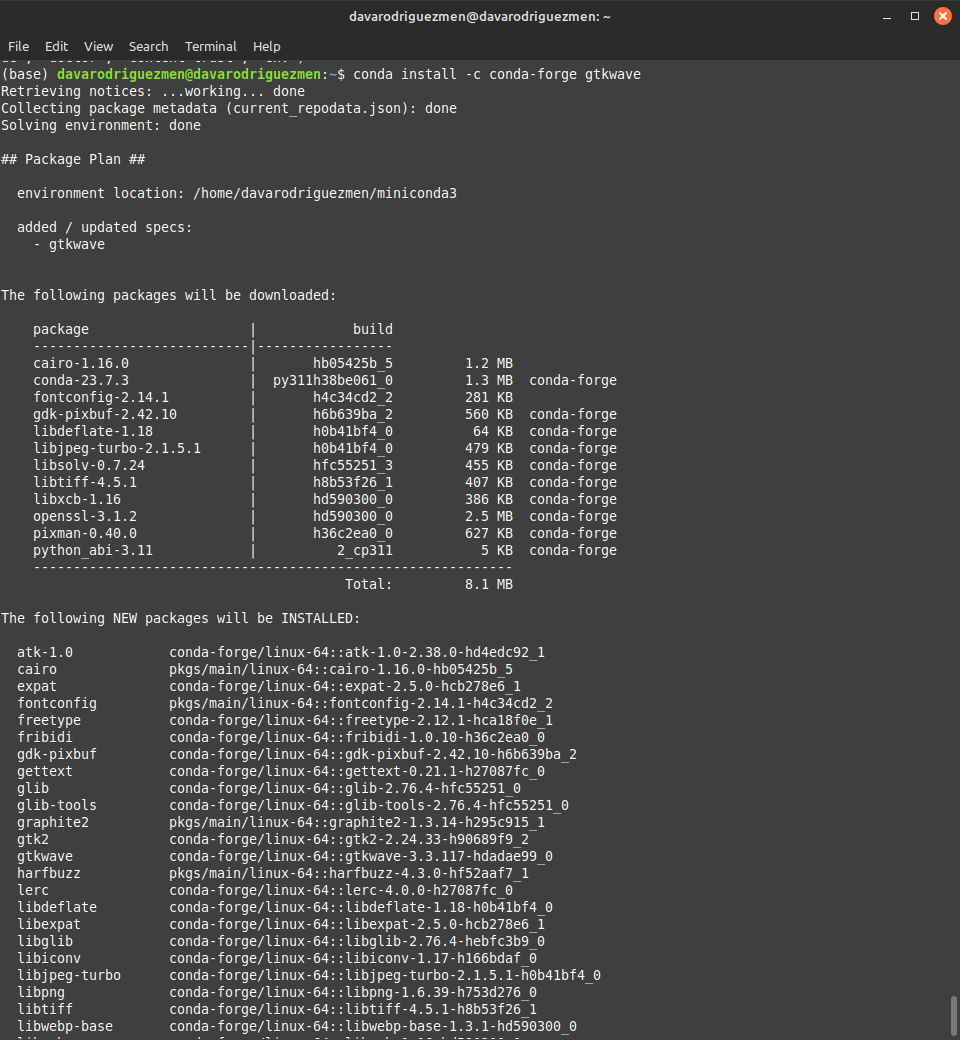 davarodriguezmen@davarodriguezmen: ~
File Edit View Search Terminal Help
(base) davarodriguezmen@davarodriguezmen:~$ conda install -c conda-forge gtkwave
Retrieving notices: ...working... done
Collecting package metadata (current_repodata.json): done
Solving environment: done
## Package Plan ##
environment location: /home/davarodriguezmen/miniconda3
added / updated specs:
- gtkwave
The following packages will be downloaded:
package | build
---------------------------|-----------------
cairo-1.16.0 | hb05425b_5 1.2 MB
conda-23.7.3 | py311h38be061_0 1.3 MB conda-forge
fontconfig-2.14.1 | h4c34cd2_2 281 KB
gdk-pixbuf-2.42.10 | h6b639ba_2 560 KB conda-forge
libdeflate-1.18 | h0b41bf4_0 64 KB conda-forge
libjpeg-turbo-2.1.5.1 | h0b41bf4_0 479 KB conda-forge
libsolv-0.7.24 | hfc55251_3 455 KB conda-forge
libtiff-4.5.1 | h8b53f26_1 407 KB conda-forge
libxcb-1.16 | hd590300_0 386 KB conda-forge
openssl-3.1.2 | hd590300_0 2.5 MB conda-forge
pixman-0.40.0 | h36c2ea0_0 627 KB conda-forge
python_abi-3.11 | 2_cp311 5 KB conda-forge
------------------------------------------------------------
Total: 8.1 MB
The following NEW packages will be INSTALLED:
atk-1.0 conda-forge/linux-64::atk-1.0-2.38.0-hd4edc92_1
cairo pkgs/main/linux-64::cairo-1.16.0-hb05425b_5
expat conda-forge/linux-64::expat-2.5.0-hcb278e6_1
fontconfig pkgs/main/linux-64::fontconfig-2.14.1-h4c34cd2_2
freetype conda-forge/linux-64::freetype-2.12.1-hca18f0e_1
fribidi conda-forge/linux-64::fribidi-1.0.10-h36c2ea0_0
gdk-pixbuf conda-forge/linux-64::gdk-pixbuf-2.42.10-h6b639ba_2
gettext conda-forge/linux-64::gettext-0.21.1-h27087fc_0
glib conda-forge/linux-64::glib-2.76.4-hfc55251_0
glib-tools conda-forge/linux-64::glib-tools-2.76.4-hfc55251_0
graphite2 pkgs/main/linux-64::graphite2-1.3.14-h295c915_1
gtk2 conda-forge/linux-64::gtk2-2.24.33-h90689f9_2
gtkwave conda-forge/linux-64::gtkwave-3.3.117-hdadae99_0
harfbuzz pkgs/main/linux-64::harfbuzz-4.3.0-hf52aaf7_1
lerc conda-forge/linux-64::lerc-4.0.0-h27087fc_0
libdeflate conda-forge/linux-64::libdeflate-1.18-h0b41bf4_0
libexpat conda-forge/linux-64::libexpat-2.5.0-hcb278e6_1
libglib conda-forge/linux-64::libglib-2.76.4-hebfc3b9_0
libiconv conda-forge/linux-64::libiconv-1.17-h166bdaf_0
libjpeg-turbo conda-forge/linux-64::libjpeg-turbo-2.1.5.1-h0b41bf4_0
libpng conda-forge/linux-64::libpng-1.6.39-h753d276_0
libtiff conda-forge/linux-64::libtiff-4.5.1-h8b53f26_1
libwebp-base conda-forge/linux-64::libwebp-base-1.3.1-hd590300_0